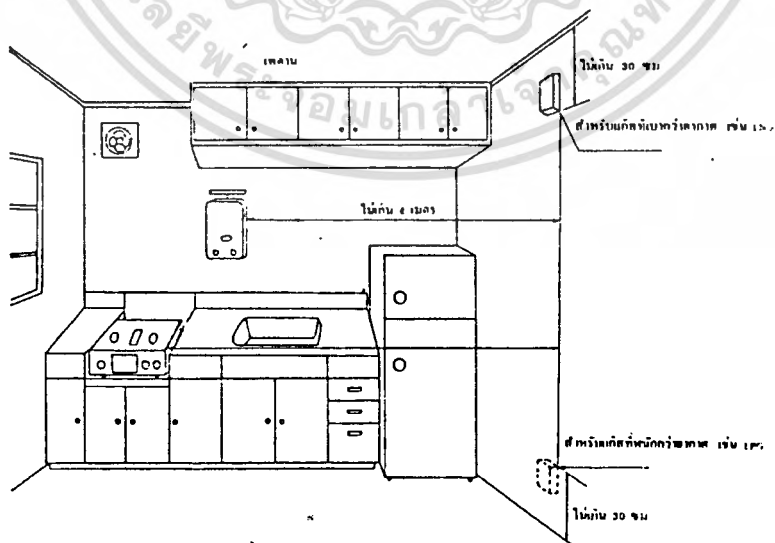 เพดาน
ไม่เกิน 30 ซม
สำหรับแก๊สที่เบากว่าอากาศ เช่น
ไม่เกิน 4 เมตร
สำหรับแก๊สที่หนักกว่าอากาศ เช่น LPG
ไม่เกิน 30 ซม